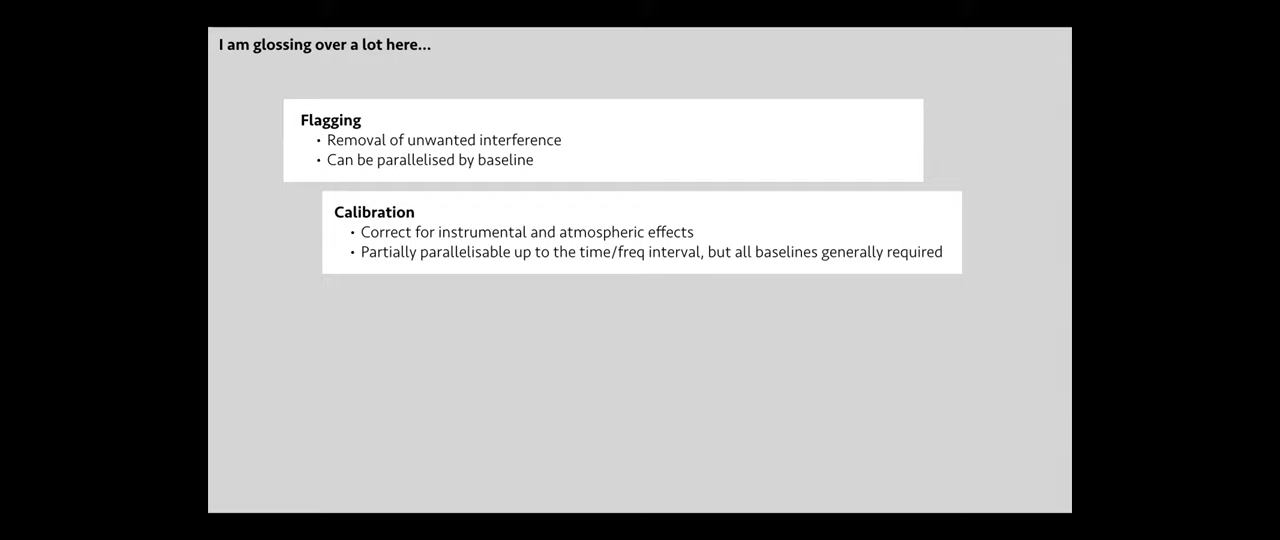 I am glossing over a lot here...
Flagging
• Removal of unwanted interference
• Can be parallelised by baseline
Calibration
• Correct for instrumental and atmospheric effects
• Partially parallelisable up to the time/freq interval, but all baselines generally required